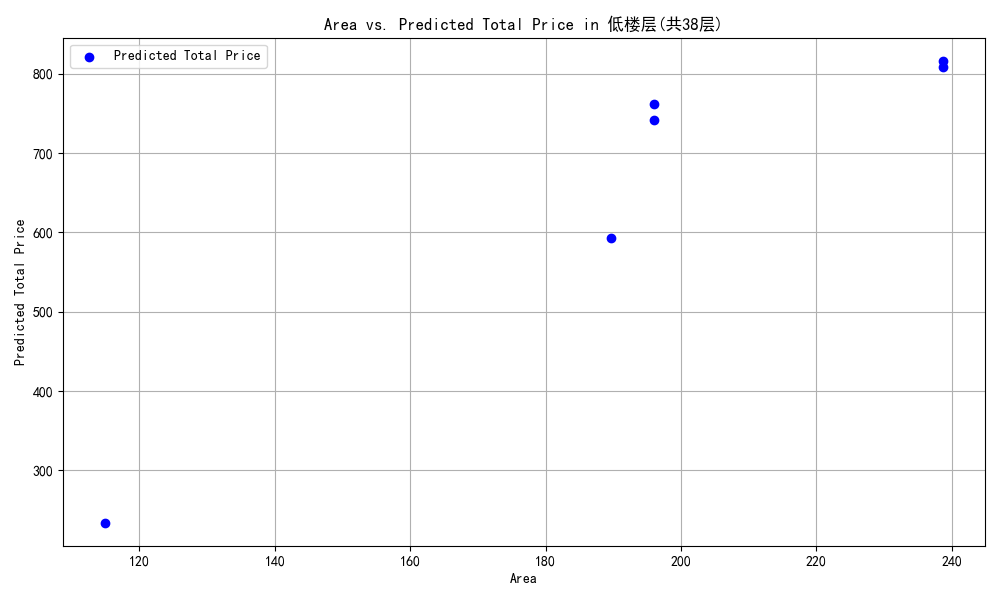 Area vs. Predicted Total Price in 低楼层(共38层)
Predicted Total Price
800
700
600
500
400
300
Predicted Total Price
120 140 160 180 200 220 240
Area